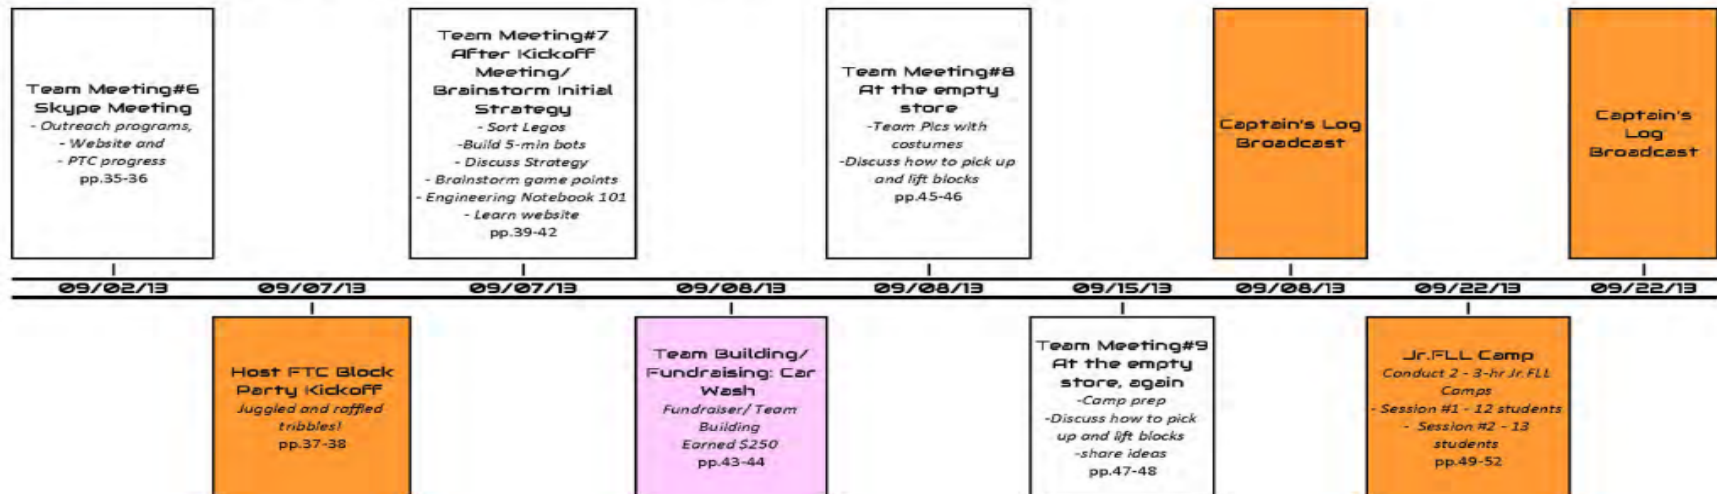 Team Meeting#6
Skype Meeting
- Outreach programs,
- Website and
- PTC progress
pp.35-36
Team Meeting#7
After Kickoff
Meeting/
Brainstorm Initial
Strategy
- Sort Legos
-Build 5-min bots
- Discuss Strategy
- Brainstorm game points
- Engineering Notebook 101
- Learn website
pp.39-42
Team Meeting#8
At the empty
store
-Team Pics with
costumes
-Discuss how to pick up
and lift blocks
pp.45-46
Captain's Log
Broadcast
Captain's
Log
Broadcast
09/02/13 09/07/13 09/07/13 09/08/13 09/08/13 09/15/13 09/08/13 09/22/13 09/22/13
Host FTC Block
Party Kickoff
Juggled and raffled
tribbles!
pp.37-38
Team Building/
Fundraising: Car
Wash
Fundraiser/ Team
Building
Earned $250
pp.43-44
Team Meeting#9
At the empty
store, again
-Camp prep
-Discuss how to pick
up and lift blocks
-share ideas
pp.47-48
Jr.FLL Camp
Conduct 2 - 3-hr Jr.FLL
Camps
- Session #1 - 12 students
- Session #2 - 13
students
pp.49-52